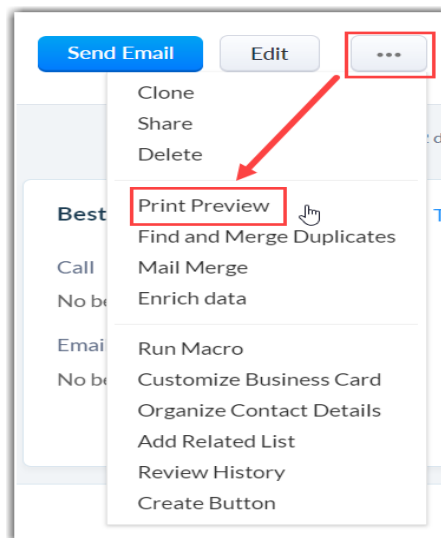 Send Email Edit ...
Clone
Share
Delete
Best
Print Preview
Find and Merge Duplicates
Call
Mail Merge
No be
Enrich data
Emai
Run Macro
No be
Customize Business Card
Organize Contact Details
Add Related List
Review History
Create Button